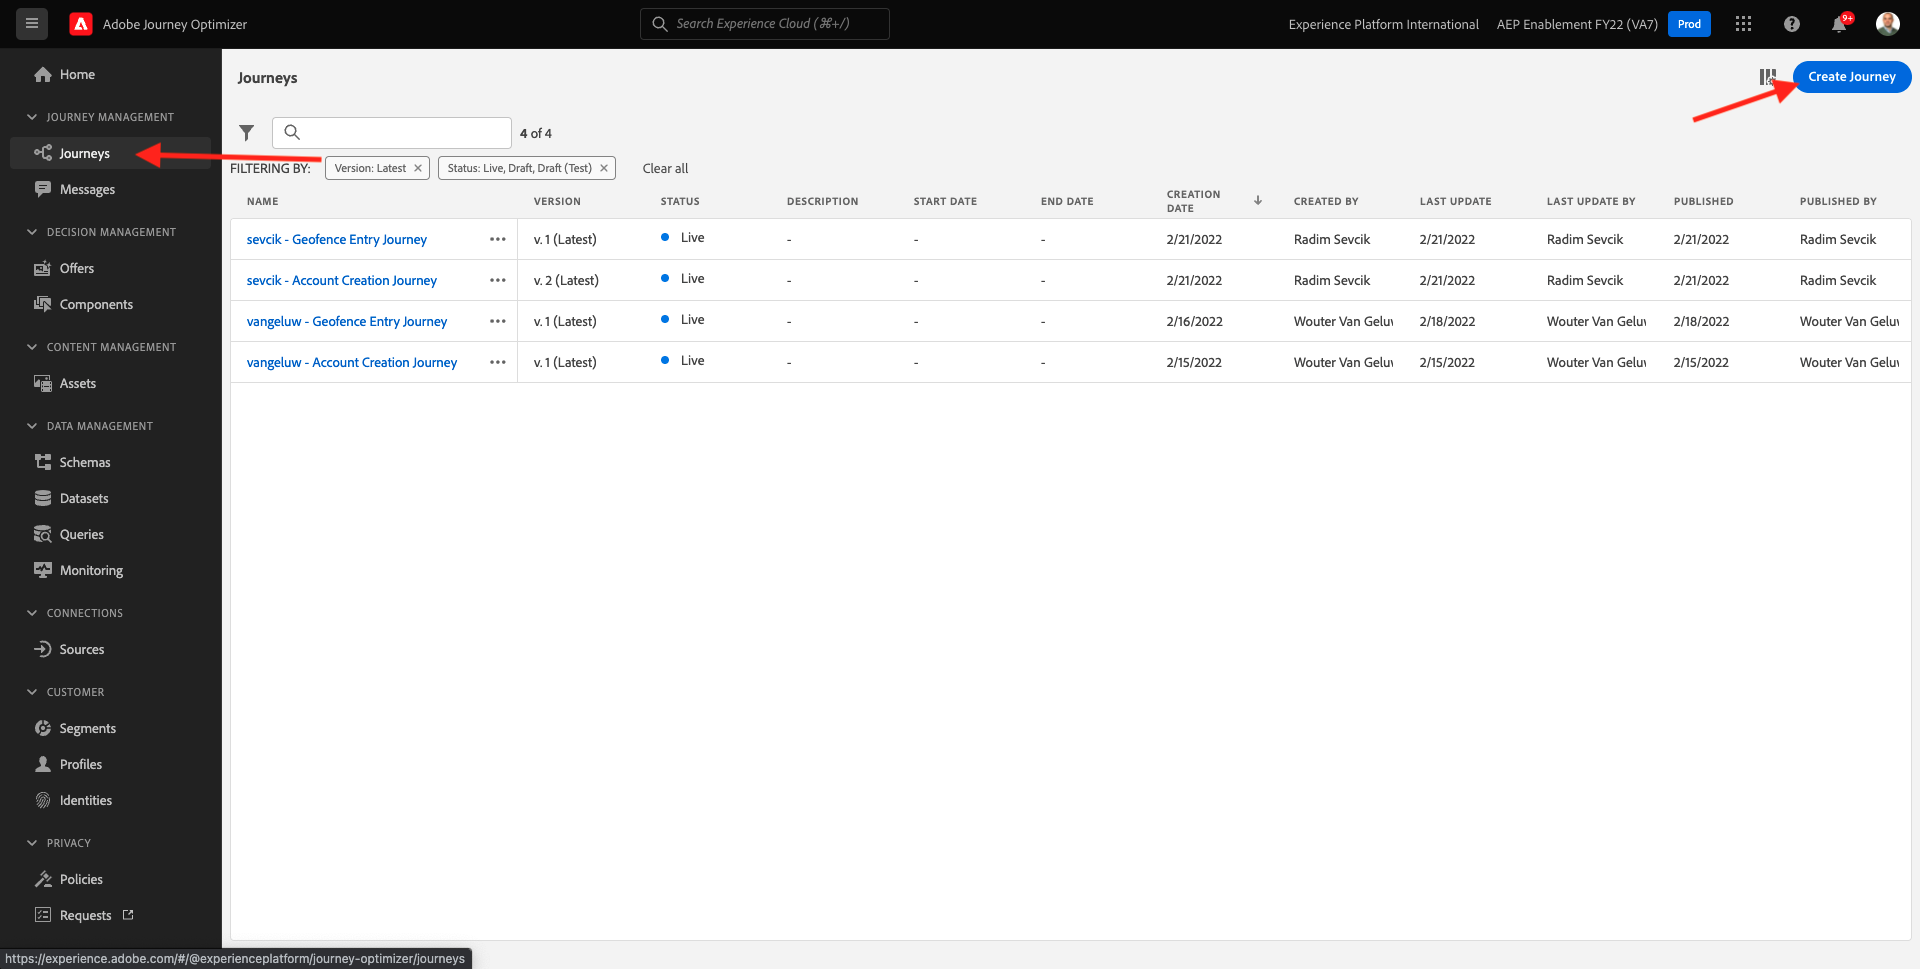 Adobe Journey Optimizer
Search Experience Cloud (⌘+/)
Experience Platform International
AEP Enablement FY22 (VA7)
Prod
9+
Home
JOURNEY MANAGEMENT
Journeys
Messages
DECISION MANAGEMENT
Offers
Components
CONTENT MANAGEMENT
Assets
DATA MANAGEMENT
Schemas
Datasets
Queries
Monitoring
CONNECTIONS
Sources
CUSTOMER
Segments
Profiles
Identities
PRIVACY
Policies
Requests
Journeys
Create Journey
4 of 4
FILTERING BY: Version: Latest Status: Live, Draft, Draft (Test) Clear all
NAME VERSION STATUS DESCRIPTION START DATE END DATE CREATION DATE CREATED BY LAST UPDATE LAST UPDATE BY PUBLISHED PUBLISHED BY
sevcik - Geofence Entry Journey ••• v. 1 (Latest) Live - - - 2/21/2022 Radim Sevcik 2/21/2022 Radim Sevcik 2/21/2022 Radim Sevcik
sevcik - Account Creation Journey ••• v. 2 (Latest) Live - - - 2/21/2022 Radim Sevcik 2/21/2022 Radim Sevcik 2/21/2022 Radim Sevcik
vangeluw - Geofence Entry Journey ••• v. 1 (Latest) Live - - - 2/16/2022 Wouter Van Geluv 2/18/2022 Wouter Van Geluv 2/18/2022 Wouter Van Geluv
vangeluw - Account Creation Journey ••• v. 1 (Latest) Live - - - 2/15/2022 Wouter Van Geluv 2/15/2022 Wouter Van Geluv 2/15/2022 Wouter Van Geluv
https://experience.adobe.com/#/@experienceplatform/journey-optimizer/journeys